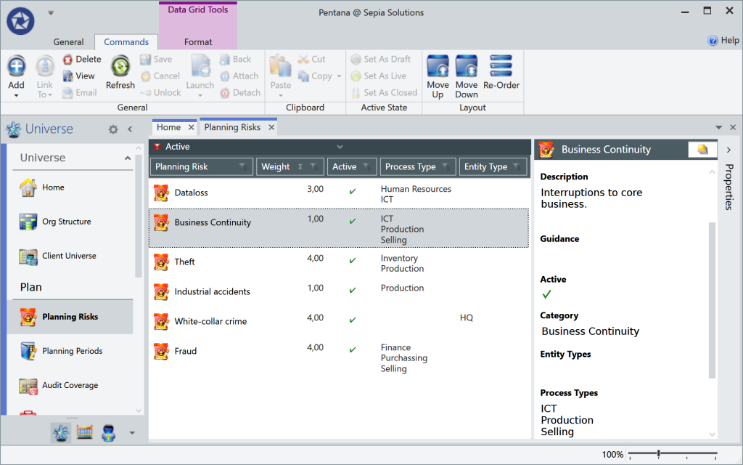 Data Grid Tools
Pentana @ Sepia Solutions
General
Commands
Format
Help
Add
Link To
Delete
View
Email
Refresh
Save
Cancel
Unlock
Launch
Back
Attach
Detach
General
Paste
Cut
Copy
Clipboard
Set As Draft
Set As Live
Set As Closed
Active State
Move Up
Move Down
Re-Order
Layout
Universe
Home
Planning Risks
Universe
Home
Org Structure
Client Universe
Plan
Planning Risks
Planning Periods
Audit Coverage
Active
Planning Risk Weight Σ Active Process Type Entity Type
Dataloss 3,00 ✓ Human Resources
ICT
Business Continuity 1,00 ✓ ICT
Production
Selling
Theft 4,00 ✓ Inventory
Production
Industrial accidents 1,00 ✓ Production
White-collar crime 4,00 ✓ HQ
Fraud 4,00 ✓ Finance
Purchassing
Selling
Business Continuity
Description
Interruptions to core
business.
Guidance
Active
✓
Category
Business Continuity
Entity Types
Process Types
ICT
Production
Selling
Properties
100%